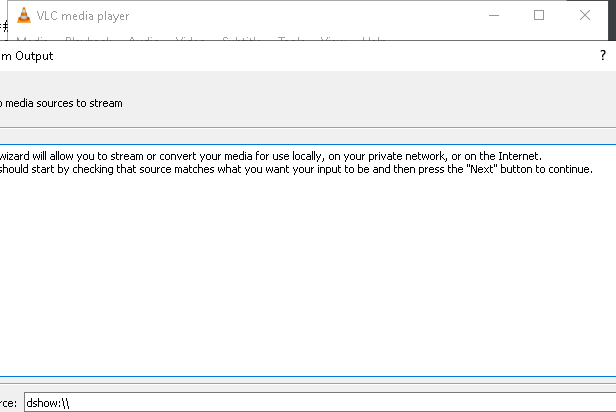 VLC media player
m Output
?
o media sources to stream
wizard will allow you to stream or convert your media for use locally, on your private network, or on the Internet.
should start by checking that source matches what you want your input to be and then press the "Next" button to continue.
rce: dshow:\\